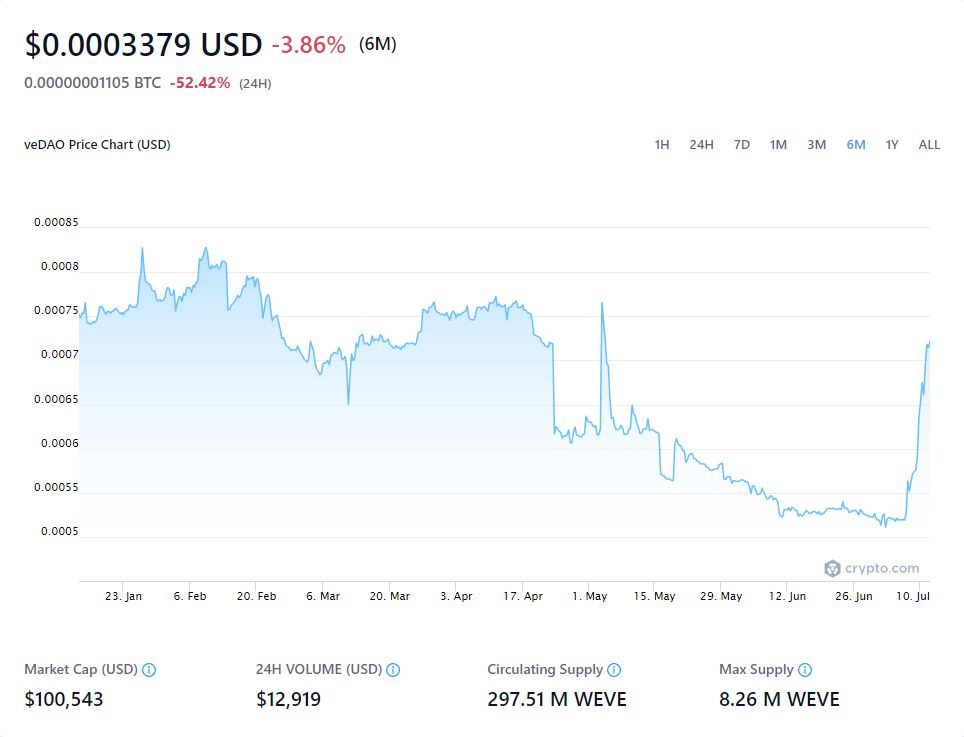 $0.0003379 USD -3.86% (6M)
0.00000001105 BTC -52.42% (24H)
veDAO Price Chart (USD) 1H 24H 7D 1M 3M 6M 1Y ALL
0.00085
0.0008
0.00075
0.0007
0.00065
0.0006
0.00055
0.0005
crypto.com
23. Jan 6. Feb 20. Feb 6. Mar 20. Mar 3. Apr 17. Apr 1. May 15. May 29. May 12. Jun 26. Jun 10. Jul
Market Cap (USD) 24H VOLUME (USD) Circulating Supply Max Supply
$100,543 $12,919 297.51 M WEVE 8.26 M WEVE